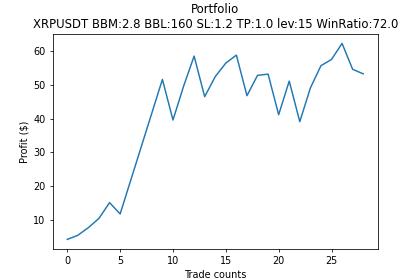 Portfolio
XRPUSDT BBM:2.8 BBL:160 SL:1.2 TP:1.0 lev:15 WinRatio:72.0
60
50
40
30
20
10
Profit ($)
0 5 10 15 20 25
Trade counts